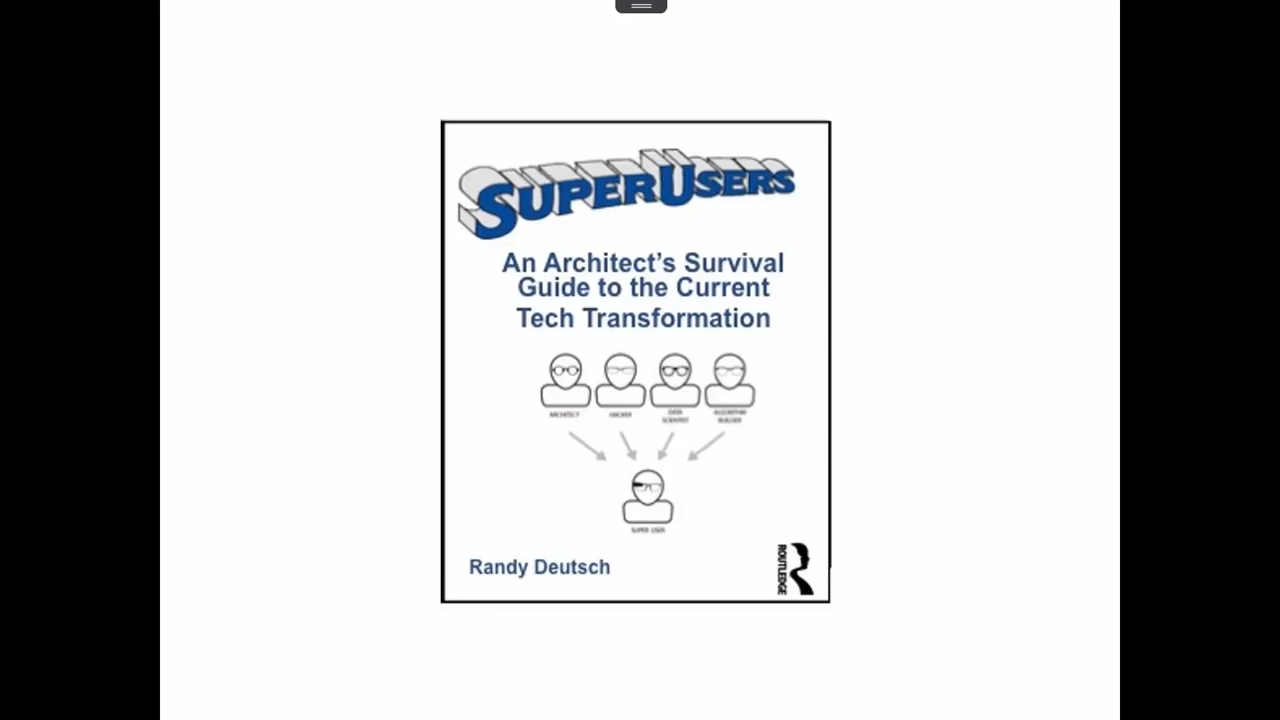 SUPERUSERS
An Architect's Survival
Guide to the Current
Tech Transformation
ARCHITECT HACKER DATA SCIENTIST ALGORITHM BUILDER
SUPER USER
Randy Deutsch
ROUTLEDGE